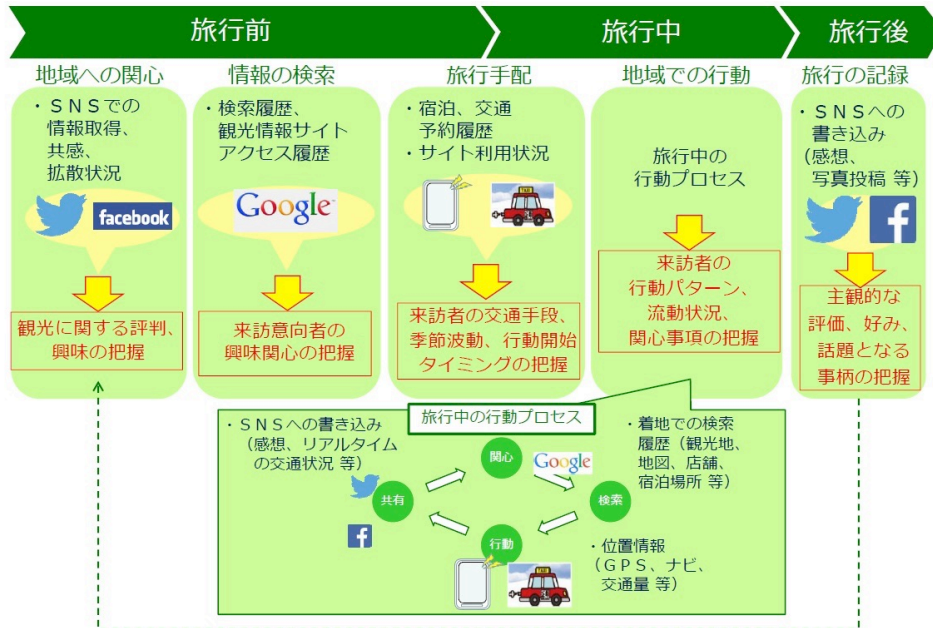 旅行前
旅行中
旅行後
地域への関心
・ＳＮＳでの
情報取得、
共感、
拡散状況
facebook
観光に関する評判、
興味の把握
情報の検索
・検索履歴、
観光情報サイト
アクセス履歴
Google
来訪意向者の
興味関心の把握
旅行手配
・宿泊、交通
予約履歴
・サイト利用状況
TAXI
来訪者の交通手段、
季節波動、行動開始
タイミングの把握
地域での行動
旅行中の
行動プロセス
来訪者の
行動パターン、
流動状況、
関心事項の把握
旅行の記録
・ＳＮＳへの
書き込み
(感想、
写真投稿 等)
f
主観的な
評価、好み、
話題となる
事柄の把握
旅行中の行動プロセス
・ＳＮＳへの書き込み
（感想、リアルタイム
の交通状況 等）
関心
Google
・着地での検索
履歴（観光地、
地図、店舗、
宿泊場所 等）
共有
検索
f
行動
・位置情報
（ＧＰＳ、ナビ、
交通量 等）
TAXI